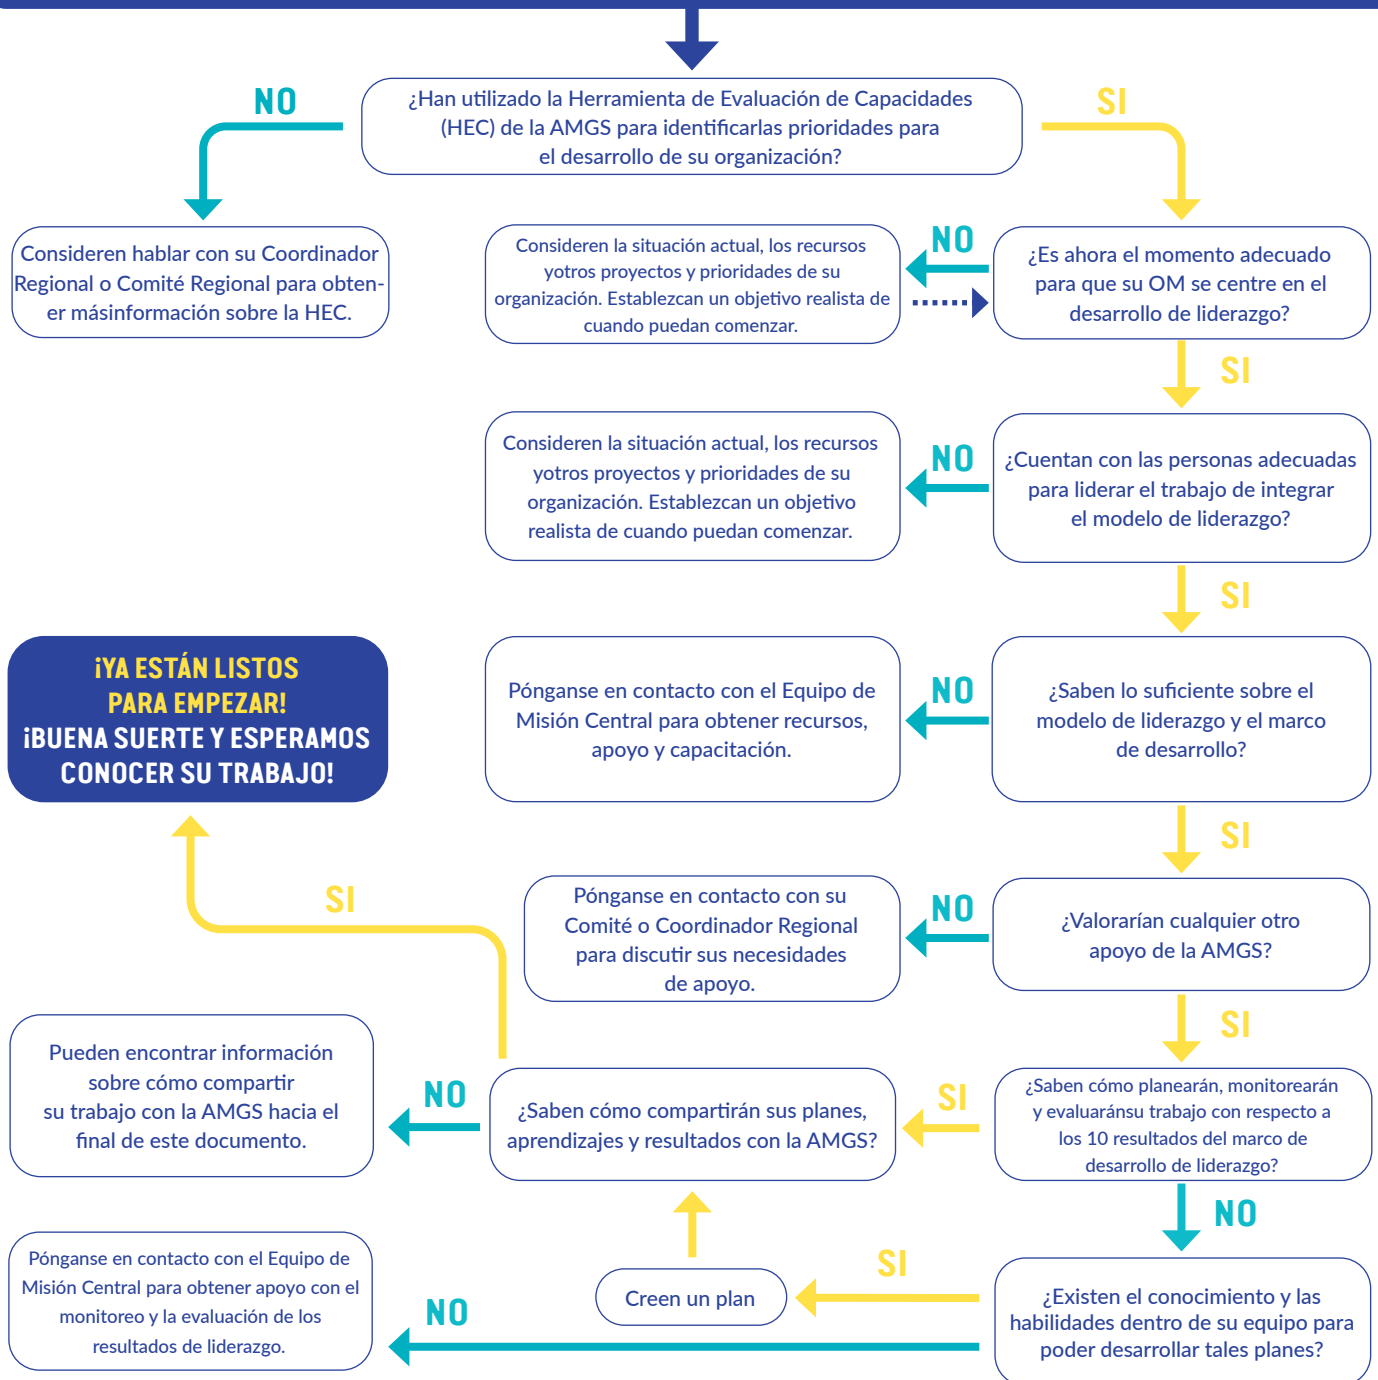 NO
¿Han utilizado la Herramienta de Evaluación de Capacidades
(HEC) de la AMGS para identificarlas prioridades para
el desarrollo de su organización?
SI
Consideren hablar con su Coordinador
Regional o Comité Regional para obten-
er másinformación sobre la HEC.
Consideren la situación actual, los recursos
yotros proyectos y prioridades de su
organización. Establezcan un objetivo realista de
cuando puedan comenzar.
NO
¿Es ahora el momento adecuado
para que su OM se centre en el
desarrollo de liderazgo?
SI
Consideren la situación actual, los recursos
yotros proyectos y prioridades de su
organización. Establezcan un objetivo
realista de cuando puedan comenzar.
NO
¿Cuentan con las personas adecuadas
para liderar el trabajo de integrar
el modelo de liderazgo?
SI
¡YA ESTÁN LISTOS
PARA EMPEZAR!
¡BUENA SUERTE Y ESPERAMOS
CONOCER SU TRABAJO!
Pónganse en contacto con el Equipo de
Misión Central para obtener recursos,
apoyo y capacitación.
NO
¿Saben lo suficiente sobre el
modelo de liderazgo y el marco
de desarrollo?
SI
SI
Pónganse en contacto con su
Comité o Coordinador Regional
para discutir sus necesidades
de apoyo.
NO
¿Valorarían cualquier otro
apoyo de la AMGS?
SI
Pueden encontrar información
sobre cómo compartir
su trabajo con la AMGS hacia el
final de este documento.
NO
¿Saben cómo compartirán sus planes,
aprendizajes y resultados con la AMGS?
SI
¿Saben cómo planearán, monitorearán
y evaluaránsu trabajo con respecto a
los 10 resultados del marco de
desarrollo de liderazgo?
NO
Pónganse en contacto con el Equipo de
Misión Central para obtener apoyo con el
monitoreo y la evaluación de los
resultados de liderazgo.
NO
Creen un plan
SI
¿Existen el conocimiento y las
habilidades dentro de su equipo para
poder desarrollar tales planes?